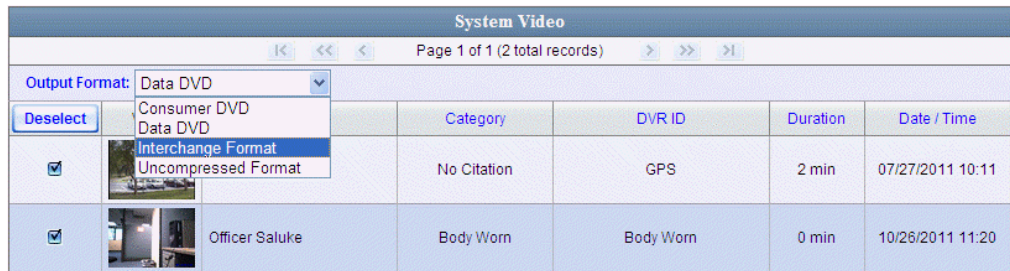 System Video
Page 1 of 1 (2 total records)
Output Format: Data DVD
Consumer DVD
Data DVD
Interchange Format
Uncompressed Format
Deselect Category DVR ID Duration Date / Time
No Citation GPS 2 min 07/27/2011 10:11
Officer Saluke Body Worn Body Worn 0 min 10/26/2011 11:20